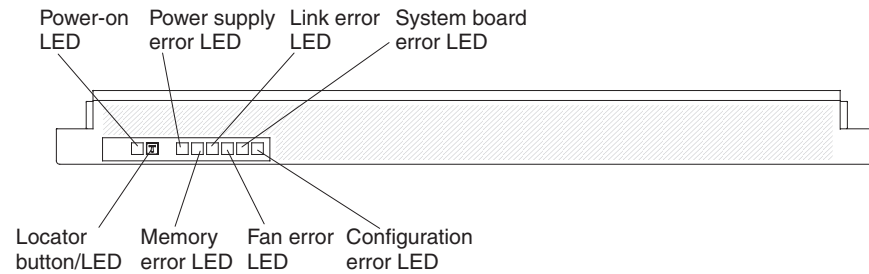 Power-on Power supply Link error System board
LED error LED LED error LED
Locator Memory Fan error Configuration
button/LED error LED LED error LED